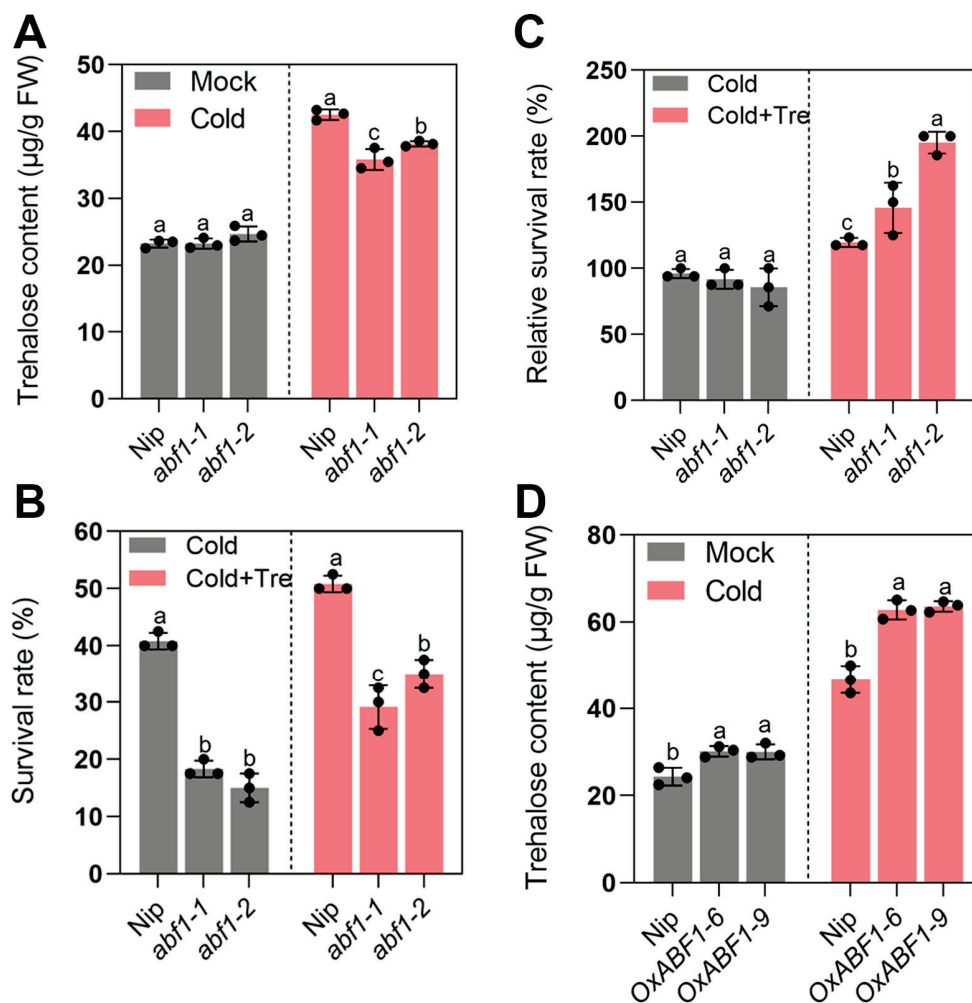 A
Trehalose content (μg/g FW)
50
40
30
20
10
0
Mock
Cold
a
a
a
a
c
b
Nip
abf1-1
abf1-2
Nip
abf1-1
abf1-2
C
Relative survival rate (%)
250
200
150
100
50
0
Cold
Cold+Tre
a
a
a
c
b
a
Nip
abf1-1
abf1-2
Nip
abf1-1
abf1-2
B
Survival rate (%)
60
50
40
30
20
10
0
Cold
Cold+Tre
a
b
b
a
c
b
Nip
abf1-1
abf1-2
Nip
abf1-1
abf1-2
D
Trehalose content (μg/g FW)
80
60
40
20
0
Mock
Cold
b
a
a
b
a
a
Nip
OxABF1-6
OxABF1-9
Nip
OxABF1-6
OxABF1-9